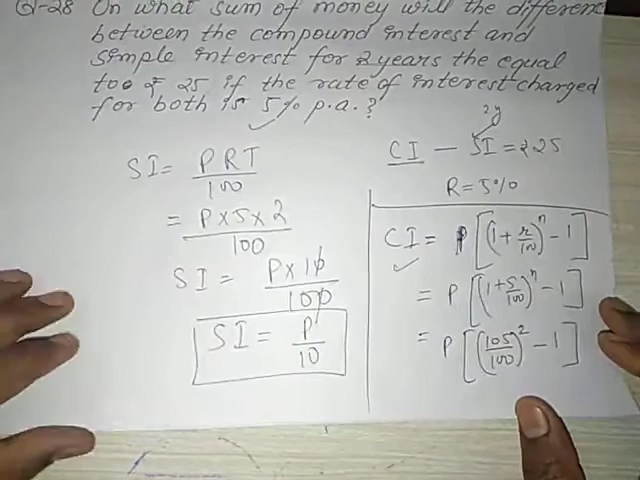 Q-28 On what sum of money will the differen
between the compound interest and
simple interest for 2 years the equal
too ₹ 25 if the rate of interest charged
for both is 5% p.a.?
2y
CI - SI = ₹25
R = 5%
SI = PRT/100
= P×5×2/100
SI = P×10/100
SI = P/10
CI = P[(1+r/100)^n - 1]
= P[(1+5/100)^n - 1]
= P[(105/100)^2 - 1]